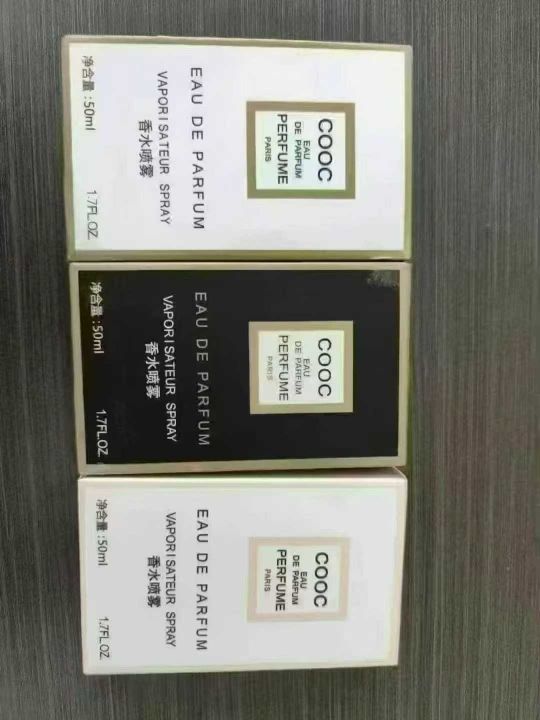 COOC
EAU
DE PARFUM
PERFUME
PARIS
EAU DE PARFUM
VAPORISATEUR SPRAY
香水喷雾
净含量:50ml
1.7FL.OZ.
COOC
EAU
DE PARFUM
PERFUME
PARIS
EAU DE PARFUM
VAPORISATEUR SPRAY
香水喷雾
净含量:50ml
1.7FL.OZ.
COOC
EAU
DE PARFUM
PERFUME
PARIS
EAU DE PARFUM
VAPORISATEUR SPRAY
香水喷雾
净含量:50ml
1.7FL.OZ.